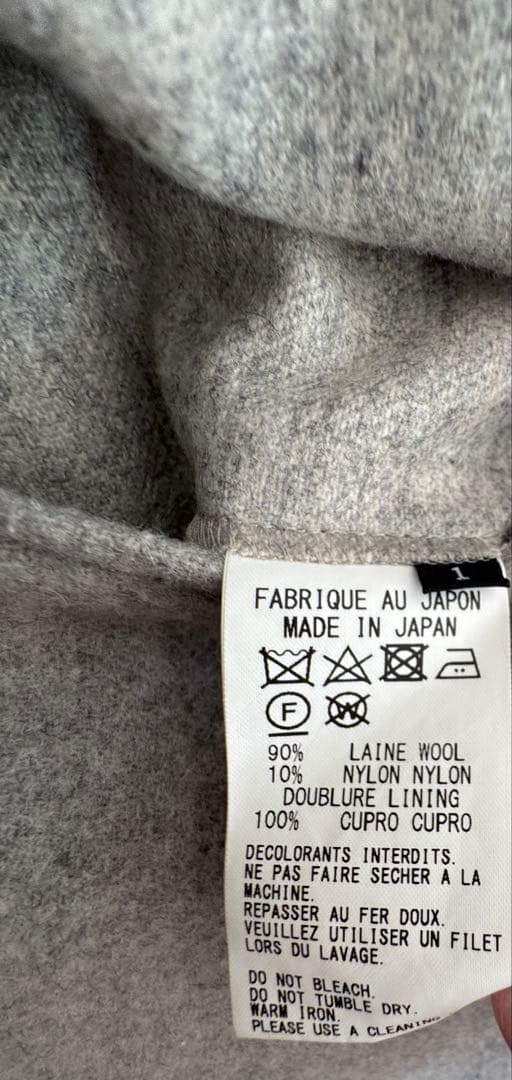 1
FABRIQUE AU JAPON
MADE IN JAPAN
F W
90% LAINE WOOL
10% NYLON NYLON
DOUBLURE LINING
100% CUPRO CUPRO
DECOLORANTS INTERDITS.
NE PAS FAIRE SECHER A LA
MACHINE.
REPASSER AU FER DOUX.
VEUILLEZ UTILISER UN FILET
LORS DU LAVAGE.
DO NOT BLEACH.
DO NOT TUMBLE DRY.
WARM IRON.
PLEASE USE A CLEANING